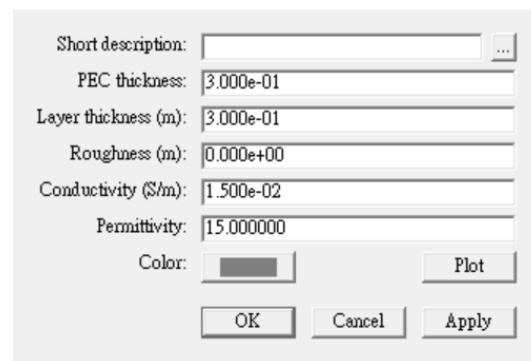 Short description: ...
PEC thickness: 3.000e-01
Layer thickness (m): 3.000e-01
Roughness (m): 0.000e+00
Conductivity (S/m): 1.500e-02
Permittivity: 15.000000
Color: Plot
OK Cancel Apply